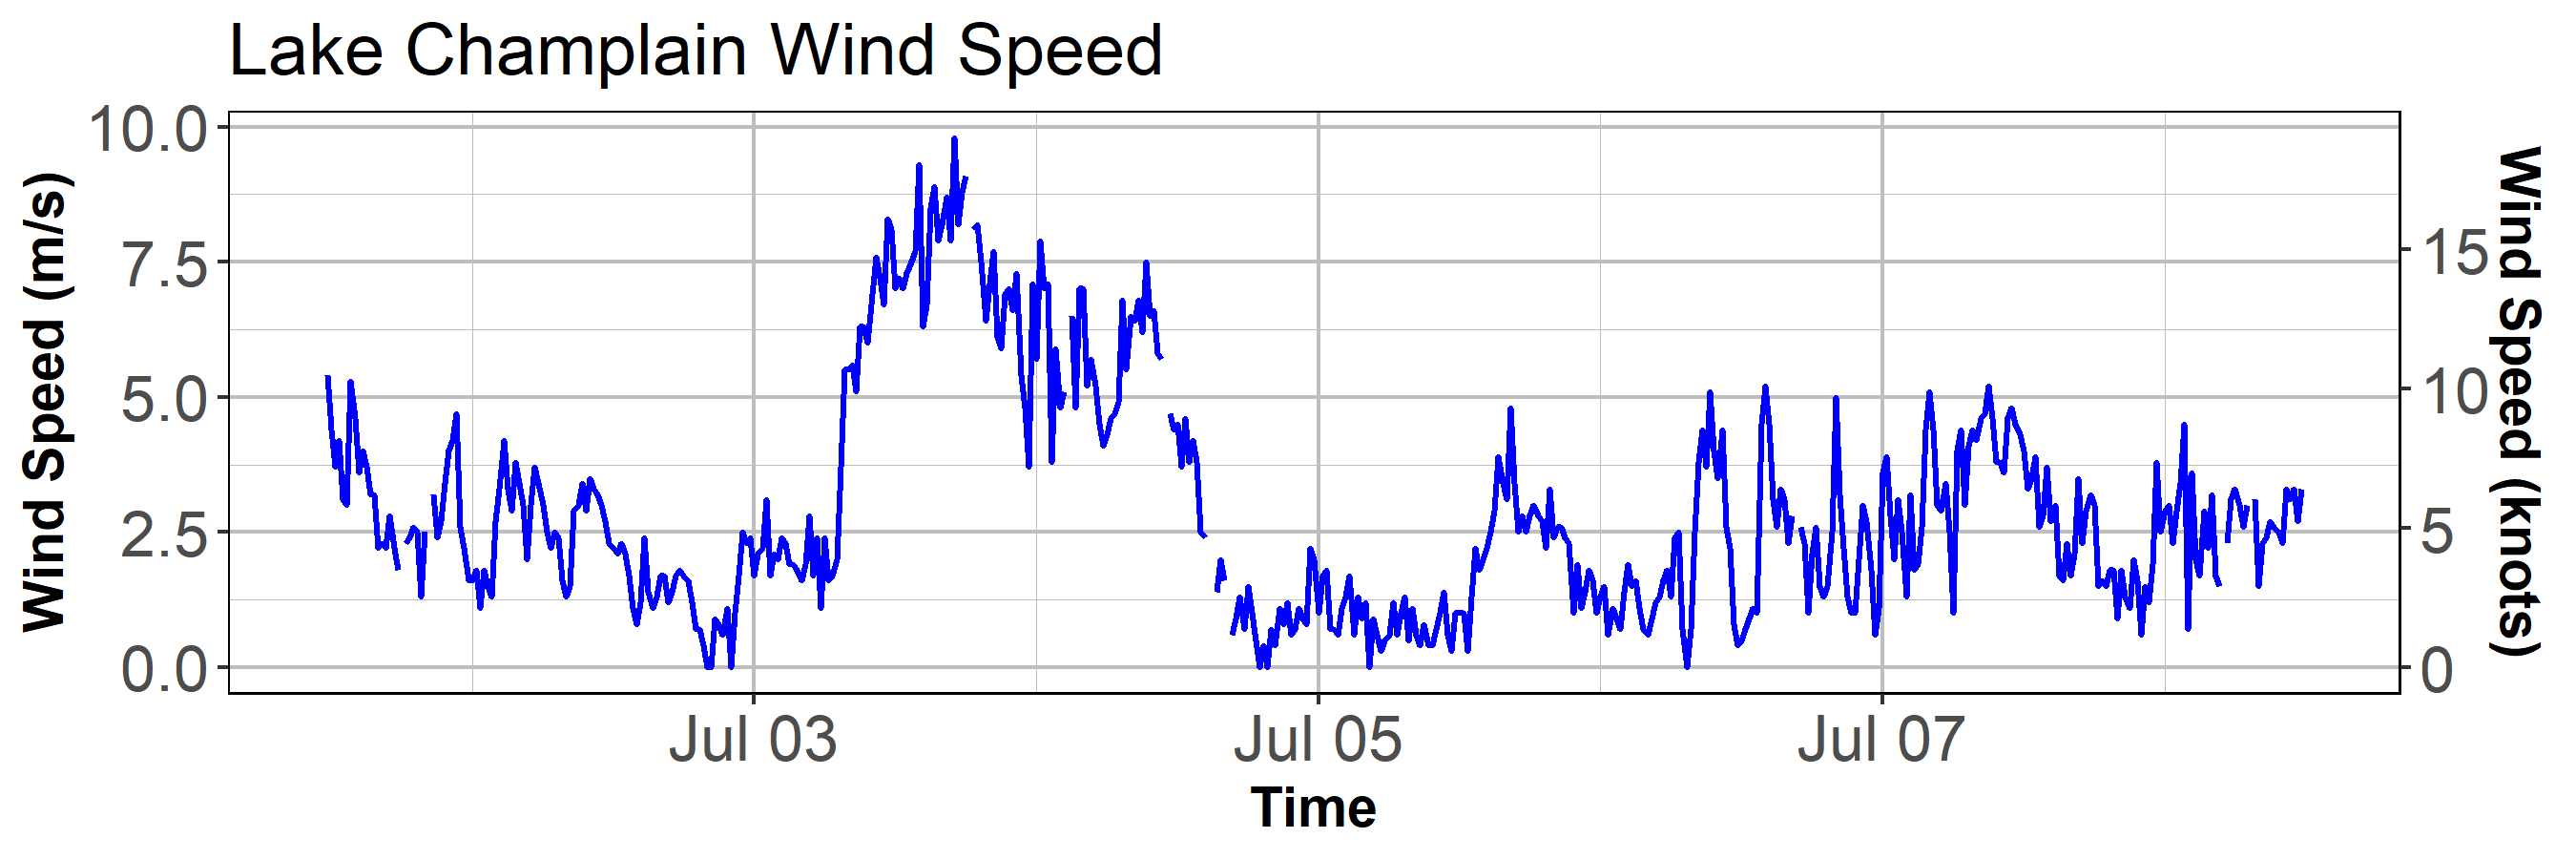 Lake Champlain Wind Speed
Wind Speed (m/s)
10.0
7.5
5.0
2.5
0.0
Wind Speed (knots)
15
10
5
0
Jul 03
Jul 05
Jul 07
Time